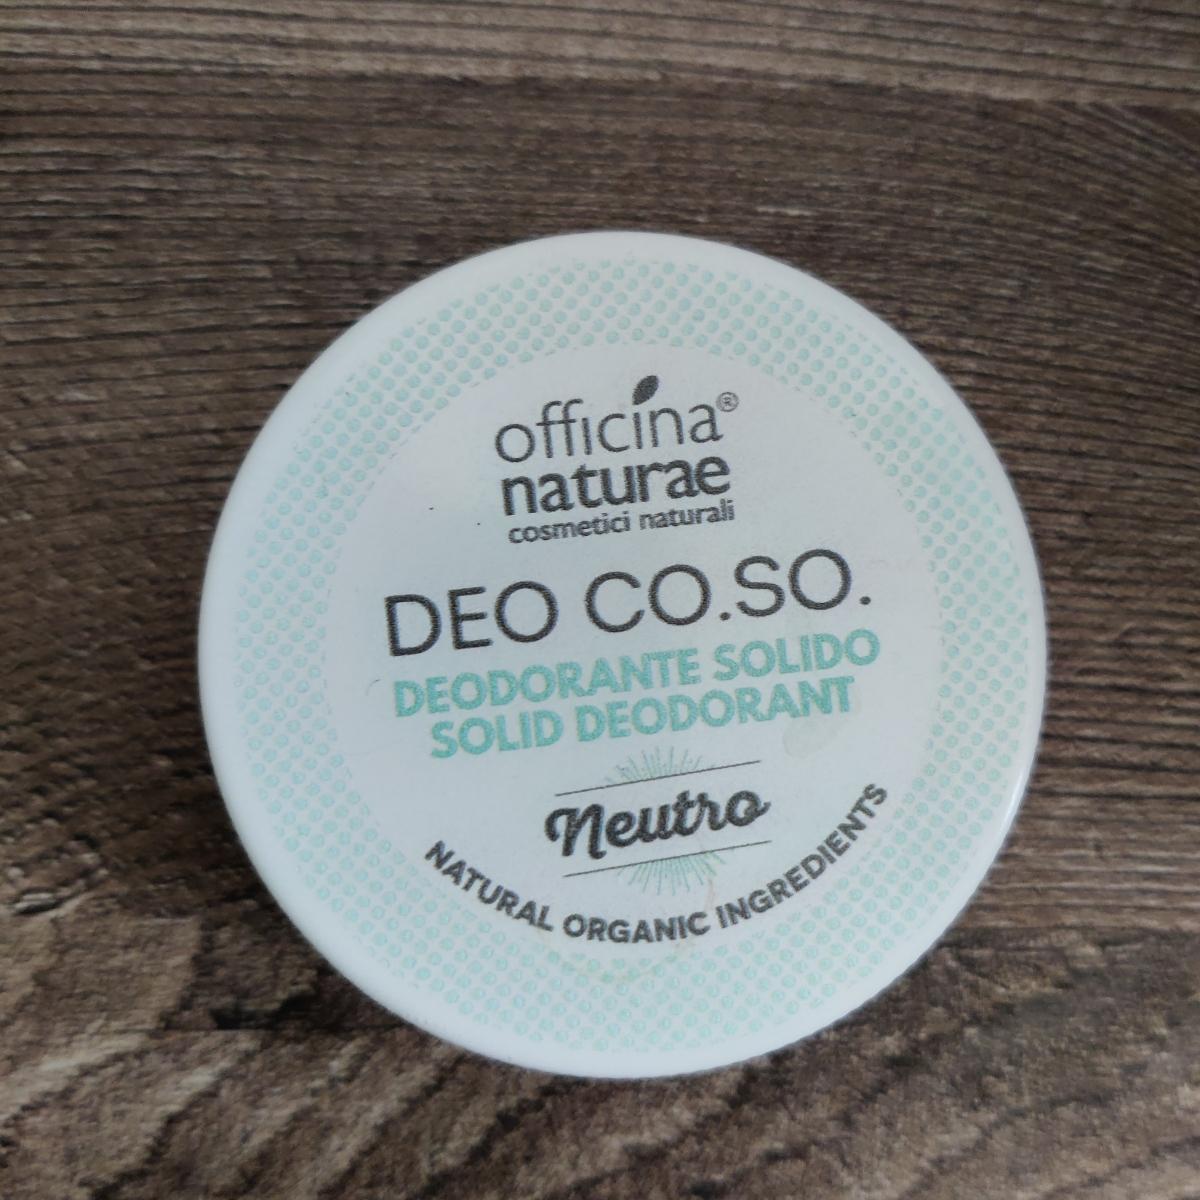 officina®
naturae
cosmetici naturali
DEO CO.SO.
DEODORANTE SOLIDO
SOLID DEODORANT
Neutro
NATURAL ORGANIC INGREDIENTS